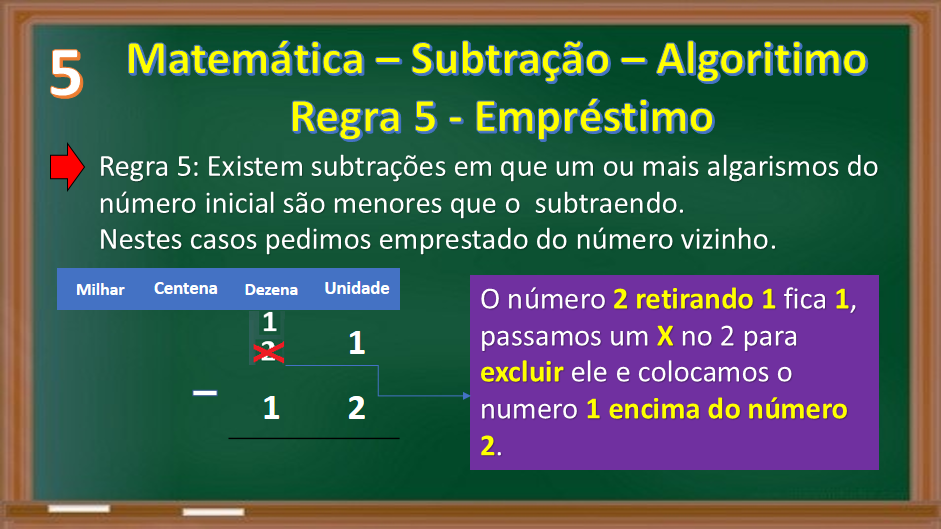 5
Matemática – Subtração – Algoritimo
Regra 5 - Empréstimo
Regra 5: Existem subtrações em que um ou mais algarismos do
número inicial são menores que o subtraendo.
Nestes casos pedimos emprestado do número vizinho.
Milhar Centena Dezena Unidade
1
2 1
– 1 2
O número 2 retirando 1 fica 1,
passamos um X no 2 para
excluir ele e colocamos o
numero 1 encima do número
2.